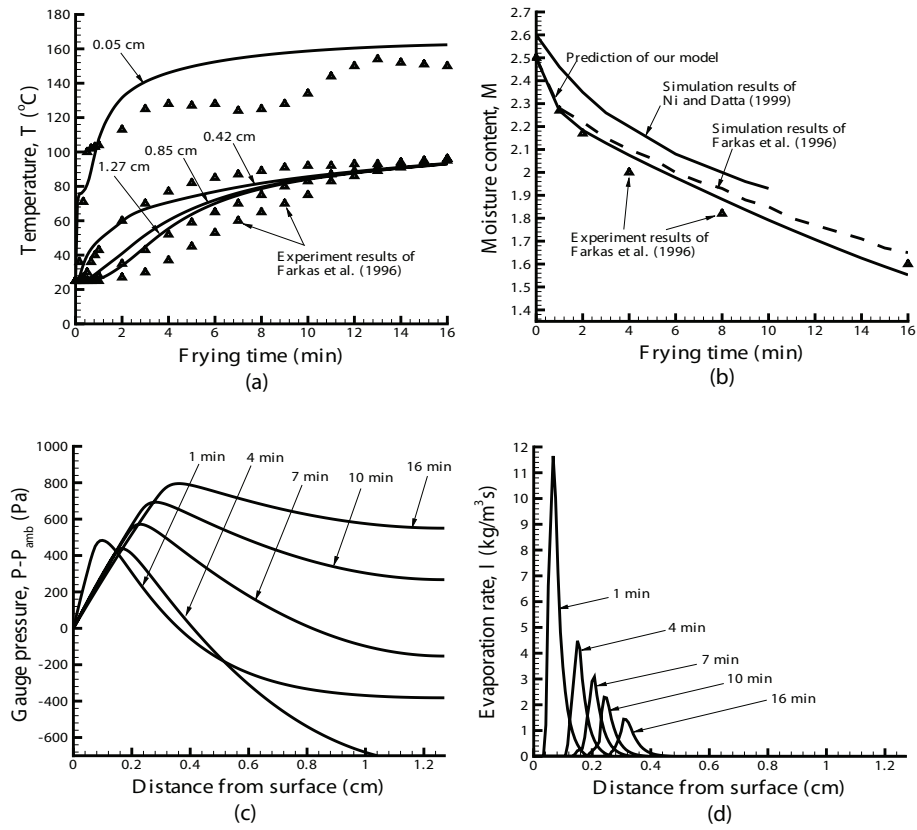 180
160
140
120
100
80
60
40
20
0
0 2 4 6 8 10 12 14 16
Temperature, T (°C)
0.05 cm
0.42 cm
0.85 cm
1.27 cm
Experiment results of
Farkas et al. (1996)
Frying time (min)
(a)
2.7
2.6
2.5
2.4
2.3
2.2
2.1
2
1.9
1.8
1.7
1.6
1.5
1.4
0 2 4 6 8 10 12 14 16
Moisture content, M
Prediction of our model
Simulation results of
Ni and Datta (1999)
Simulation results of
Farkas et al. (1996)
Experiment results of
Farkas et al. (1996)
Frying time (min)
(b)
1000
800
600
400
200
0
-200
-400
-600
0 0.2 0.4 0.6 0.8 1 1.2
Gauge pressure, P-Pamb (Pa)
1 min
4 min
7 min
10 min
16 min
Distance from surface (cm)
(c)
12
11
10
9
8
7
6
5
4
3
2
1
0
0 0.2 0.4 0.6 0.8 1 1.2
Evaporation rate, I (kg/m³s)
1 min
4 min
7 min
10 min
16 min
Distance from surface (cm)
(d)